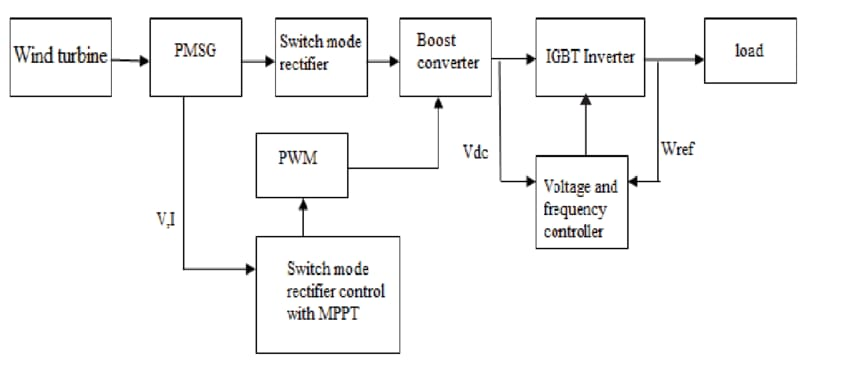 Wind turbine
PMSG
Switch mode
rectifier
Boost
converter
IGBT Inverter
load
PWM
Vdc
Wref
Voltage and
frequency
controller
V,I
Switch mode
rectifier control
with MPPT